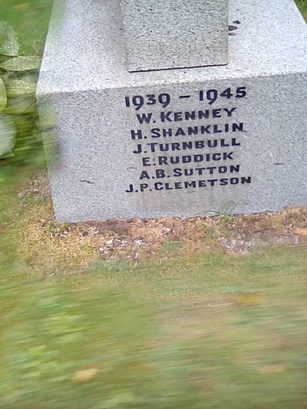 1939 – 1945
W. KENNEY
H. SHANKLIN
J. TURNBULL
E. RUDDICK
A.B. SUTTON
J.P. CLEMETSON